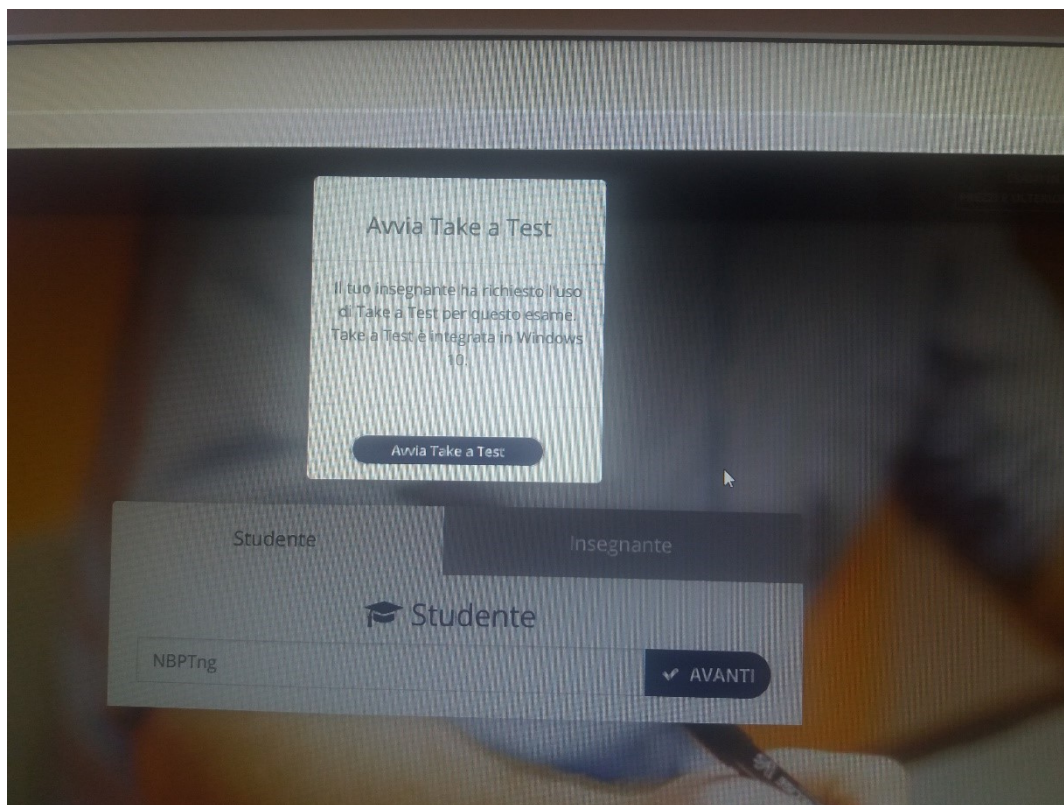 Avvia Take a Test
Il tuo insegnante ha richiesto l'uso
di Take a Test per questo esame.
Take a Test è integrata in Windows
10.
Avvia Take a Test
Studente
Insegnante
Studente
NBPTng
AVANTI